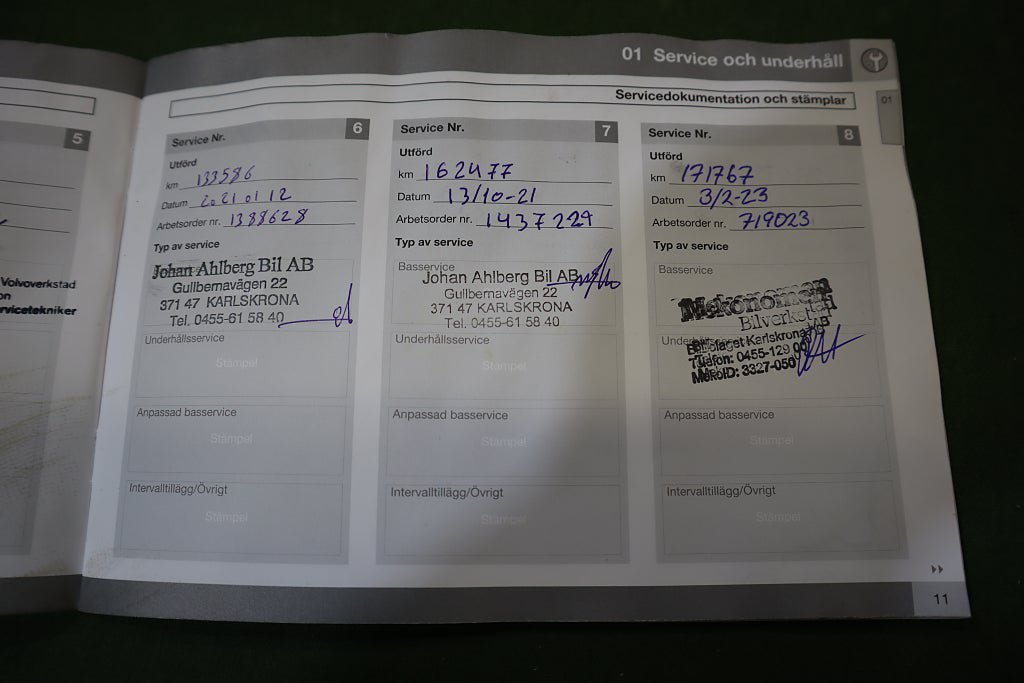 01 Service och underhåll
Servicedokumentation och stämplar
01
5
Volvoverkstad
on
rvicetekniker
Service Nr. 6
Utförd
km 133586
Datum 2021 01 12
Arbetsorder nr. 1388628
Typ av service
Johan Ahlberg Bil AB
Gullbernavägen 22
371 47 KARLSKRONA
Tel. 0455-61 58 40
Underhållsservice
Stämpel
Anpassad basservice
Stämpel
Intervalltillägg/Övrigt
Stämpel
Service Nr. 7
Utförd
km 162477
Datum 13/10-21
Arbetsorder nr. 1437229
Typ av service
Basservice
Johan Ahlberg Bil AB
Gullbernavägen 22
371 47 KARLSKRONA
Tel. 0455-61 58 40
Underhållsservice
Stämpel
Anpassad basservice
Stämpel
Intervalltillägg/Övrigt
Stämpel
Service Nr. 8
Utförd
km 171767
Datum 3/2-23
Arbetsorder nr. 719023
Typ av service
Basservice
Mekonomen
Bilverkstad
Bilbolaget Karlskrona AB
Telefon: 0455-129 00
MekoID: 3327-050
Anpassad basservice
Stämpel
Intervalltillägg/Övrigt
Stämpel
11